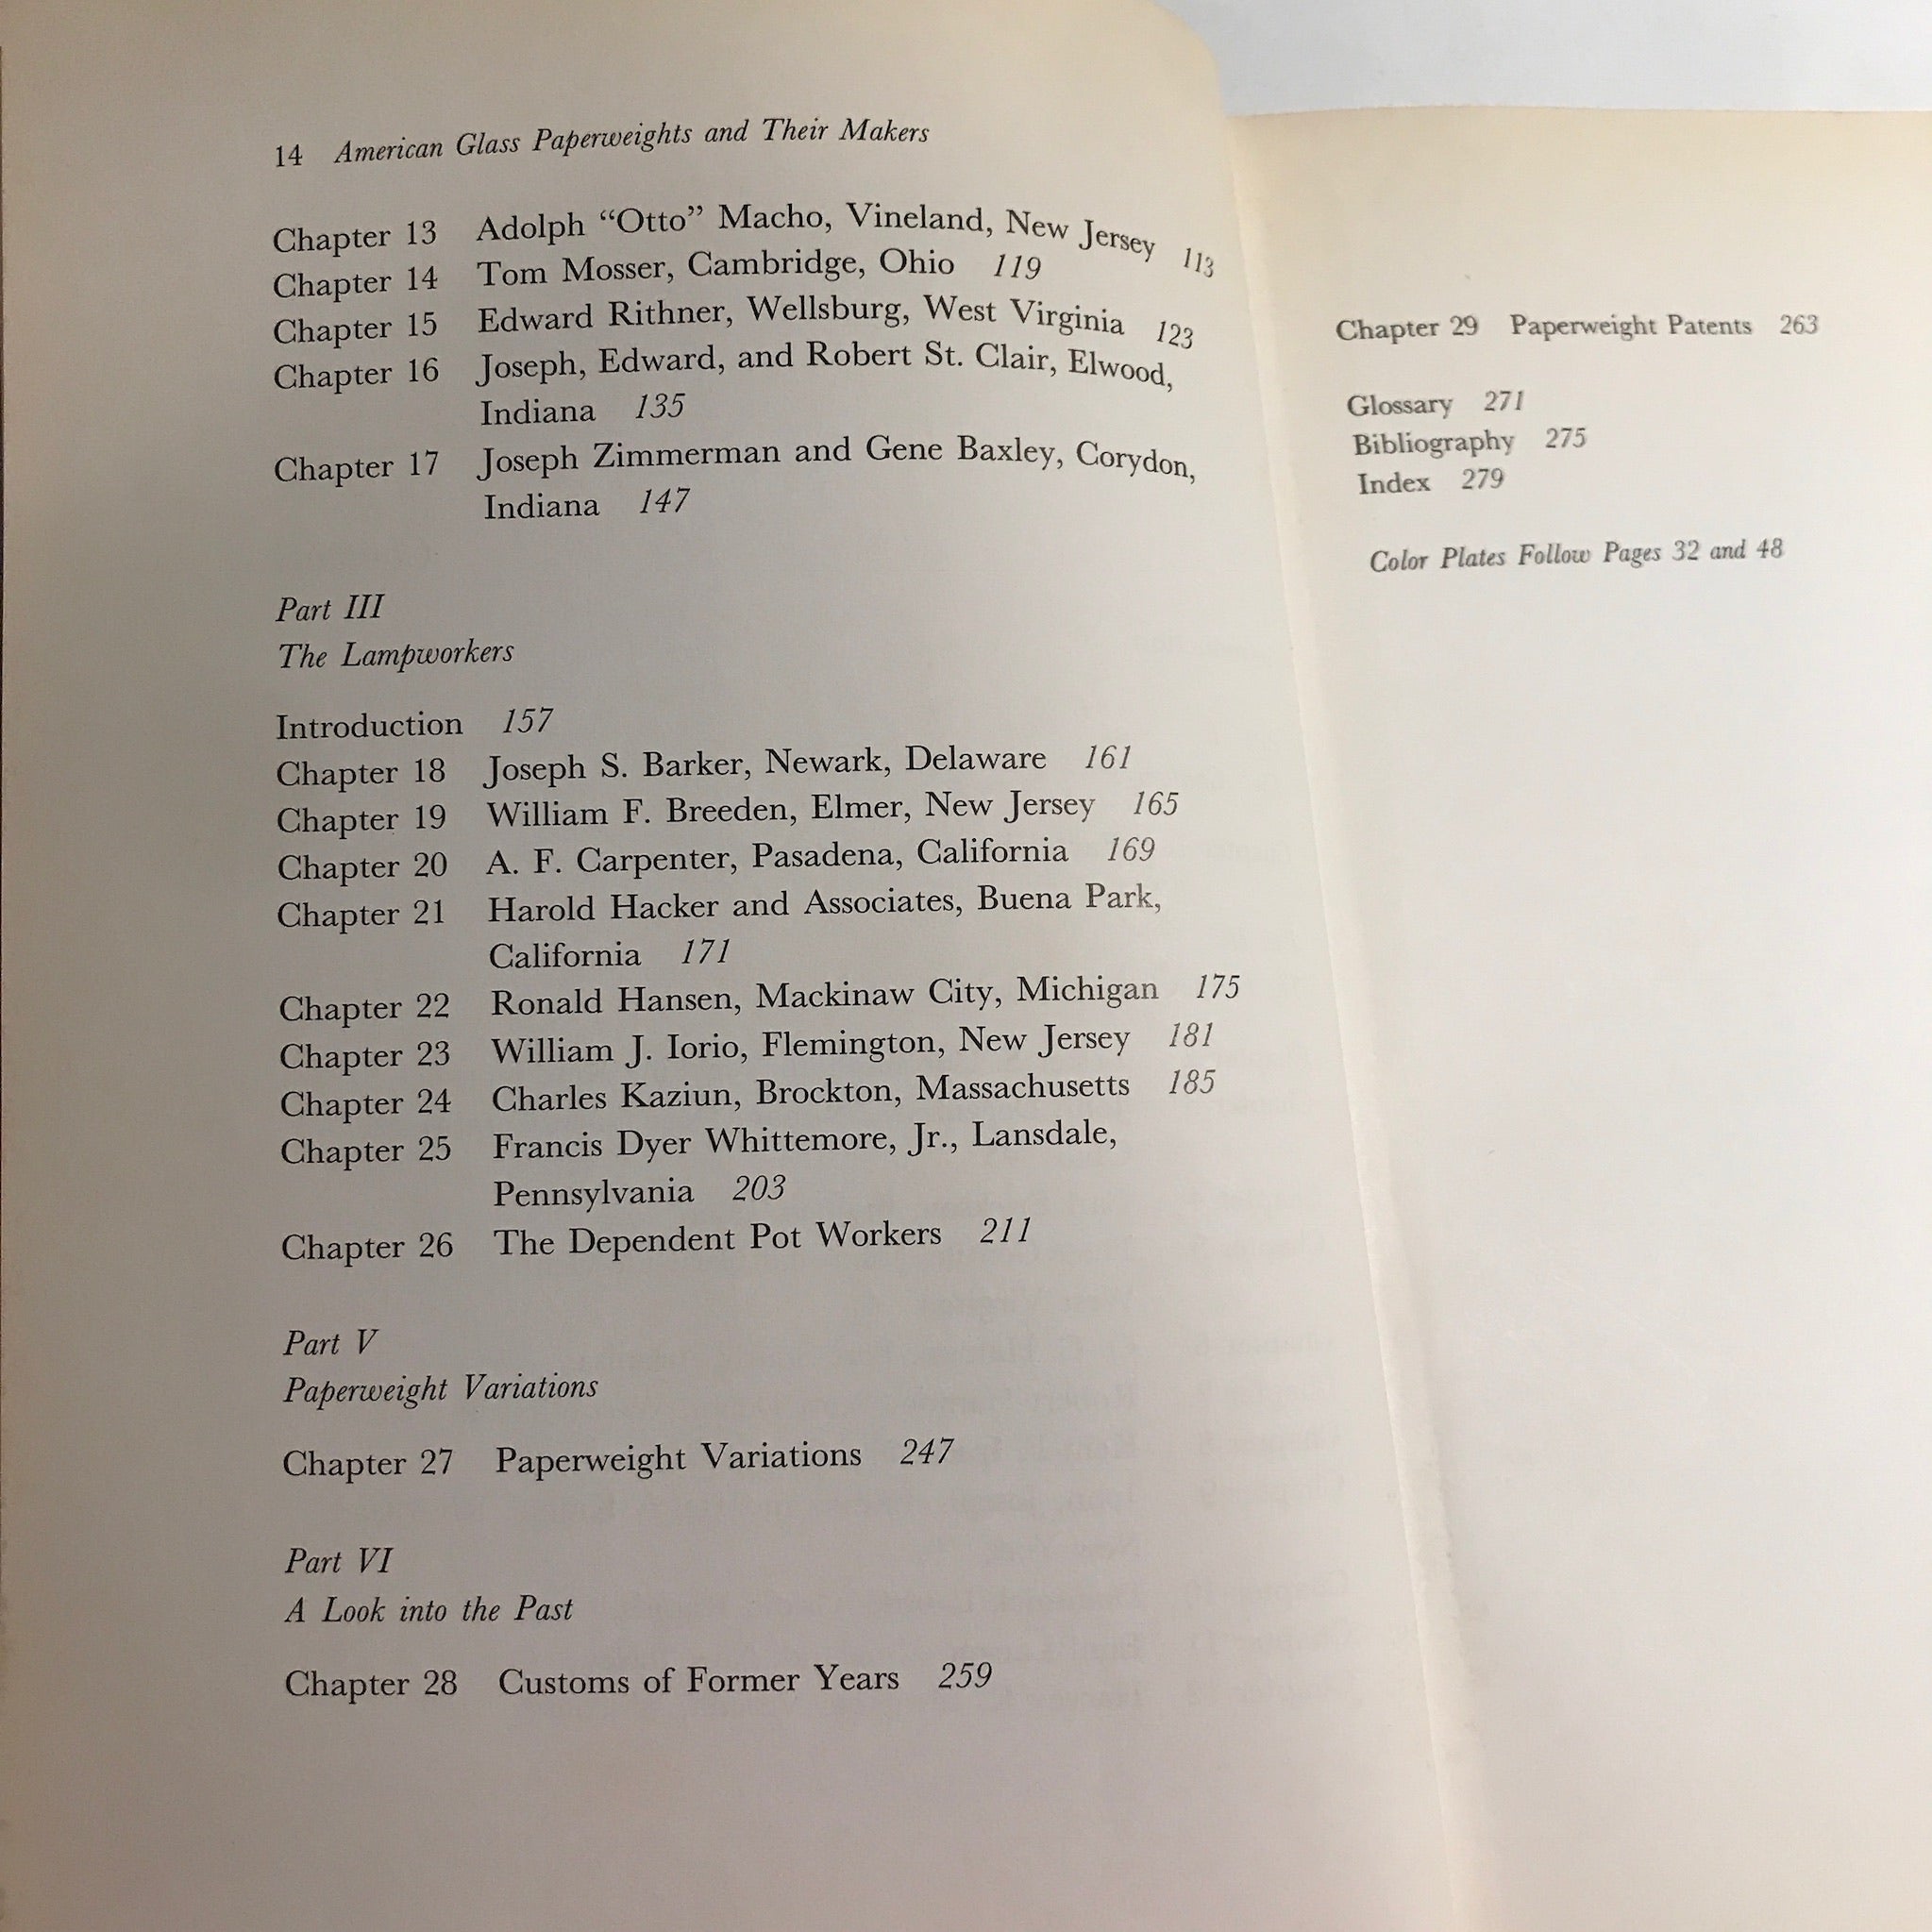 14 American Glass Paperweights and Their Makers
Chapter 13 Adolph “Otto” Macho, Vineland, New Jersey 113
Chapter 14 Tom Mosser, Cambridge, Ohio 119
Chapter 15 Edward Rithner, Wellsburg, West Virginia 123
Chapter 16 Joseph, Edward, and Robert St. Clair, Elwood,
Indiana 135
Chapter 17 Joseph Zimmerman and Gene Baxley, Corydon,
Indiana 147
Part III
The Lampworkers
Introduction 157
Chapter 18 Joseph S. Barker, Newark, Delaware 161
Chapter 19 William F. Breeden, Elmer, New Jersey 165
Chapter 20 A. F. Carpenter, Pasadena, California 169
Chapter 21 Harold Hacker and Associates, Buena Park,
California 171
Chapter 22 Ronald Hansen, Mackinaw City, Michigan 175
Chapter 23 William J. Iorio, Flemington, New Jersey 181
Chapter 24 Charles Kaziun, Brockton, Massachusetts 185
Chapter 25 Francis Dyer Whittemore, Jr., Lansdale,
Pennsylvania 203
Chapter 26 The Dependent Pot Workers 211
Part V
Paperweight Variations
Chapter 27 Paperweight Variations 247
Part VI
A Look into the Past
Chapter 28 Customs of Former Years 259
Chapter 29 Paperweight Patents 263
Glossary 271
Bibliography 275
Index 279
Color Plates Follow Pages 32 and 48